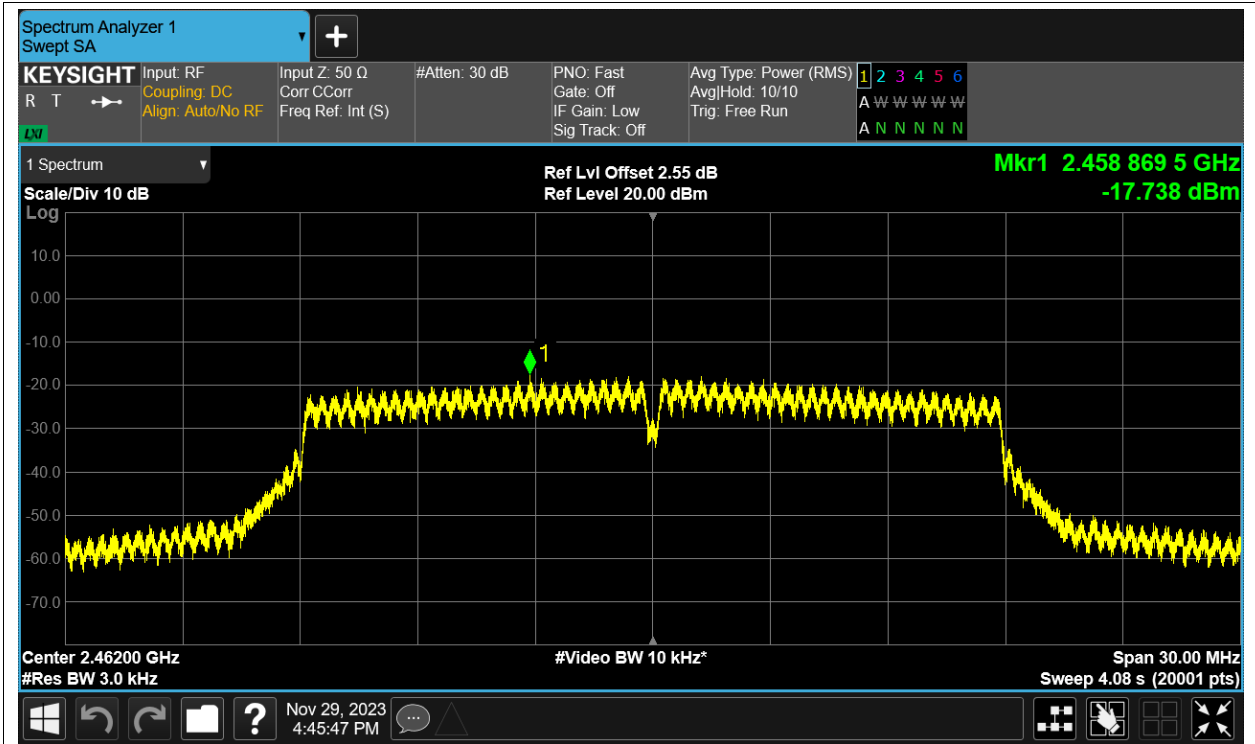 Spectrum Analyzer 1
Swept SA
+
KEYSIGHT
R T
LXI
Input: RF
Coupling: DC
Align: Auto/No RF
Input Z: 50 Ω
Corr CCorr
Freq Ref: Int (S)
#Atten: 30 dB
PNO: Fast
Gate: Off
IF Gain: Low
Sig Track: Off
Avg Type: Power (RMS)
Avg|Hold: 10/10
Trig: Free Run
1 2 3 4 5 6
A W W W W W
A N N N N N
1 Spectrum
Scale/Div 10 dB
Log
Ref Lvl Offset 2.55 dB
Ref Level 20.00 dBm
Mkr1 2.458 869 5 GHz
-17.738 dBm
10.0
0.00
-10.0
-20.0
-30.0
-40.0
-50.0
-60.0
-70.0
1
Center 2.46200 GHz
#Res BW 3.0 kHz
#Video BW 10 kHz*
Span 30.00 MHz
Sweep 4.08 s (20001 pts)
?
Nov 29, 2023
4:45:47 PM